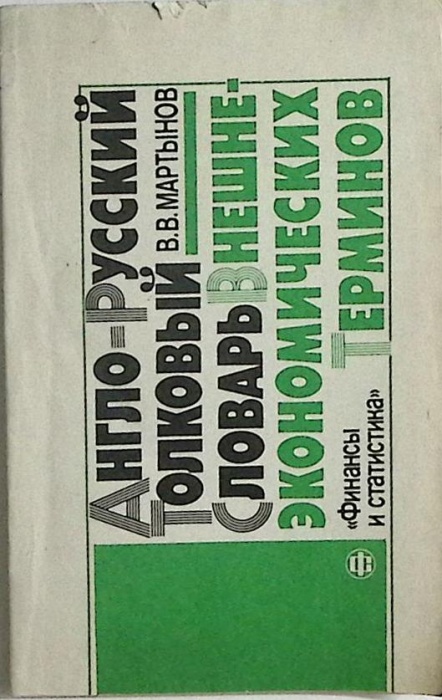 Англо-Русский
Толковый В.В.МАРТЫНОВ
Словарь Внешне-
экономических
Терминов
«Финансы
и статистика»